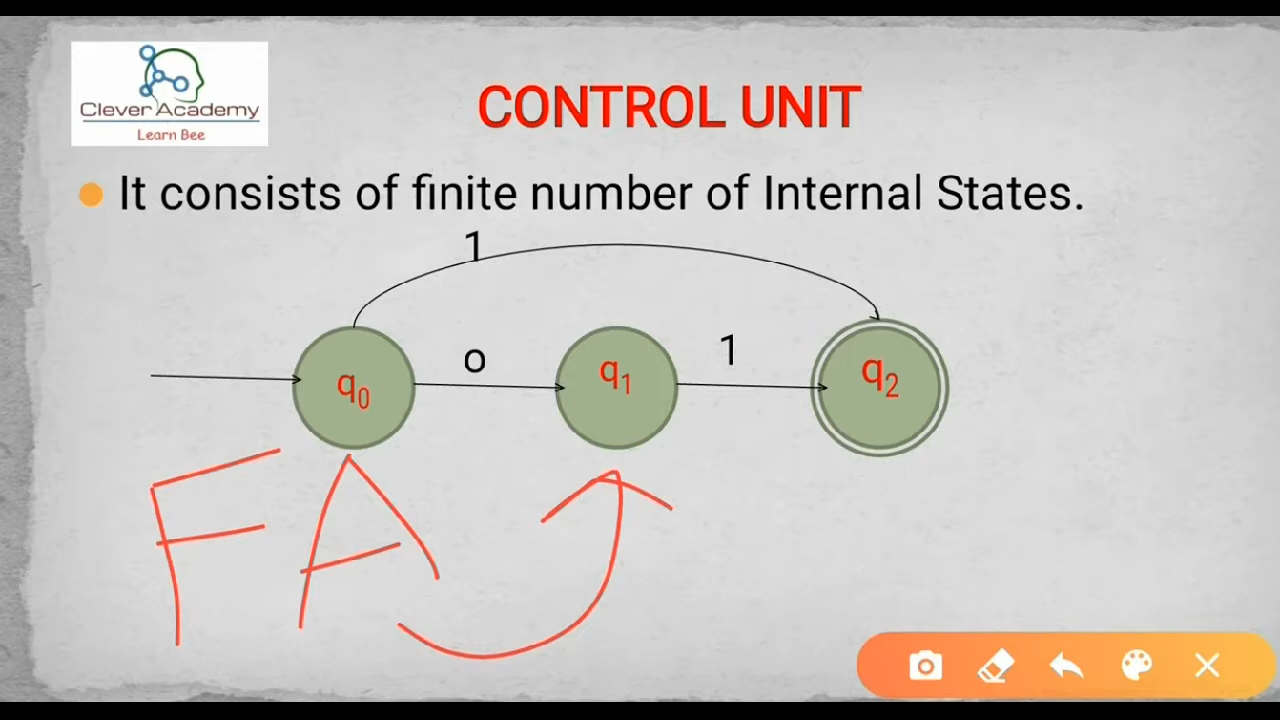 Clever Academy
Learn Bee
CONTROL UNIT
It consists of finite number of Internal States.
1
o
1
q0
q1
q2
FA